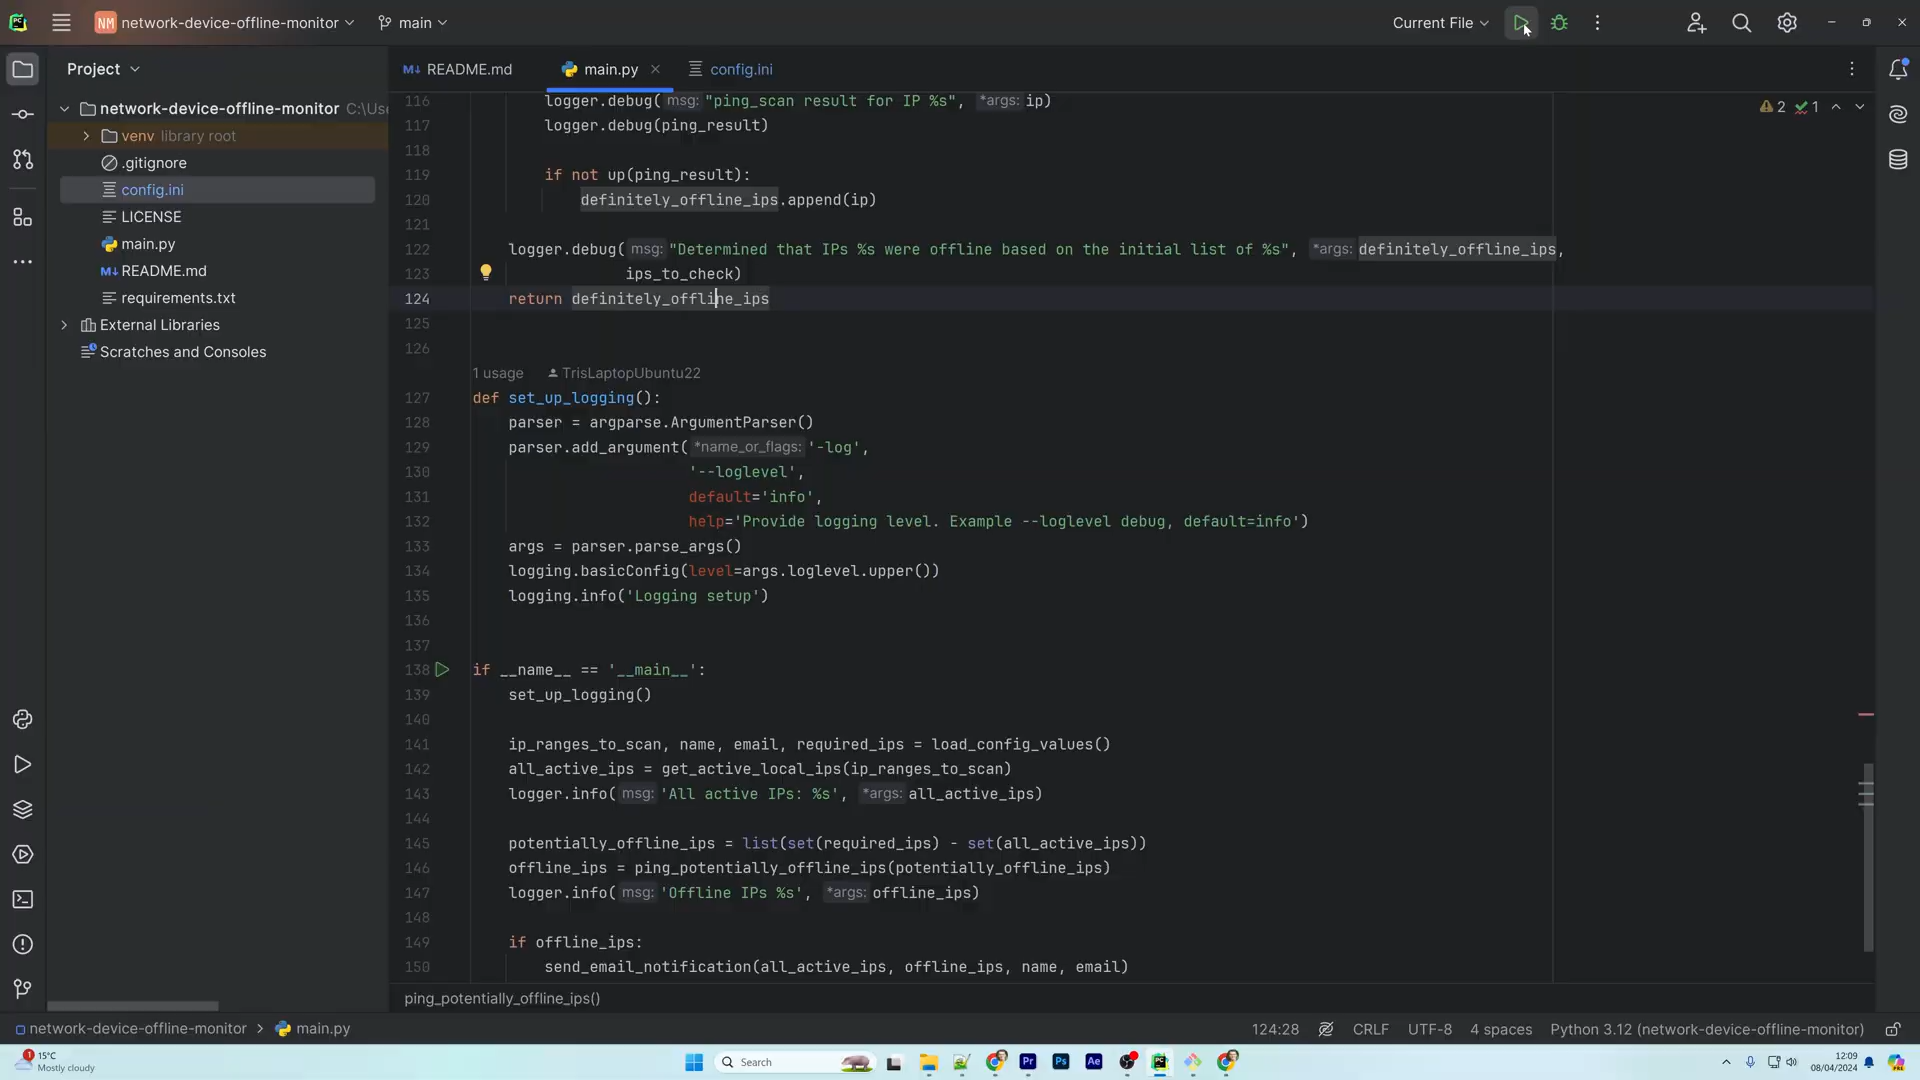 NM network-device-offline-monitor
main
Current File
Project
README.md
main.py
config.ini
network-device-offline-monitor C:\Use
venv library root
.gitignore
config.ini
LICENSE
main.py
README.md
requirements.txt
External Libraries
Scratches and Consoles
2 1
116 logger.debug( msg: "ping_scan result for IP %s", *args: ip)
117 logger.debug(ping_result)
118
119 if not up(ping_result):
120 definitely_offline_ips.append(ip)
121
122 logger.debug( msg: "Determined that IPs %s were offline based on the initial list of %s", *args: definitely_offline_ips,
123 ips_to_check)
124 return definitely_offline_ips
125
126
1 usage TrisLaptopUbuntu22
127 def set_up_logging():
128 parser = argparse.ArgumentParser()
129 parser.add_argument( *name_or_flags: '-log',
130 '--loglevel',
131 default='info',
132 help='Provide logging level. Example --loglevel debug, default=info')
133 args = parser.parse_args()
134 logging.basicConfig(level=args.loglevel.upper())
135 logging.info('Logging setup')
136
137
138 if __name__ == '__main__':
139 set_up_logging()
140
141 ip_ranges_to_scan, name, email, required_ips = load_config_values()
142 all_active_ips = get_active_local_ips(ip_ranges_to_scan)
143 logger.info( msg: 'All active IPs: %s', *args: all_active_ips)
144
145 potentially_offline_ips = list(set(required_ips) - set(all_active_ips))
146 offline_ips = ping_potentially_offline_ips(potentially_offline_ips)
147 logger.info( msg: 'Offline IPs %s', *args: offline_ips)
148
149 if offline_ips:
150 send_email_notification(all_active_ips, offline_ips, name, email)
ping_potentially_offline_ips()
network-device-offline-monitor > main.py
124:28 CRLF UTF-8 4 spaces Python 3.12 (network-device-offline-monitor)
1 15°C
Mostly cloudy
Search
Pr Ps Ae PC
12:09
08/04/2024